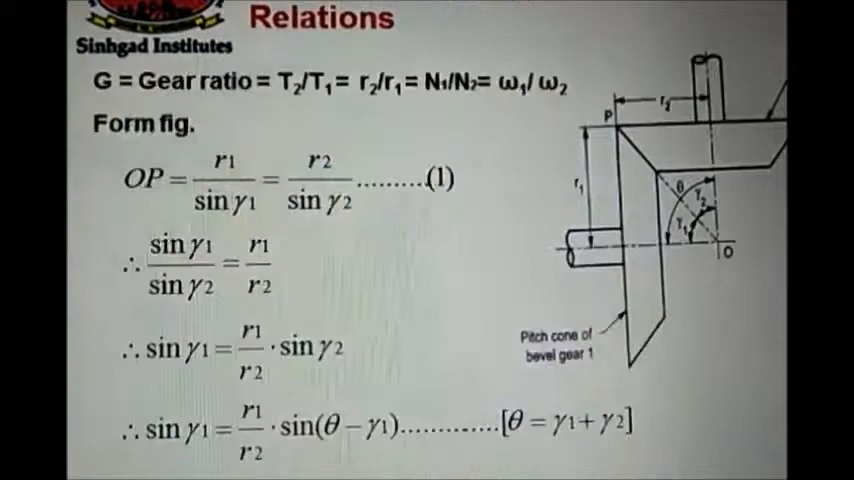 Relations
Sinhgad Institutes
G = Gear ratio = T₂/T₁ = r₂/r₁ = N₁/N₂= ω₁/ ω₂
Form fig.
OP = r1 / sin γ1 = r2 / sin γ2 .........(1)
∴ sin γ1 / sin γ2 = r1 / r2
∴ sin γ1 = r1 / r2 · sin γ2
∴ sin γ1 = r1 / r2 · sin(θ − γ1).............[θ = γ1 + γ2]
P
r₂
r₁
θ
γ₂
γ₁
O
Pitch cone of
bevel gear 1